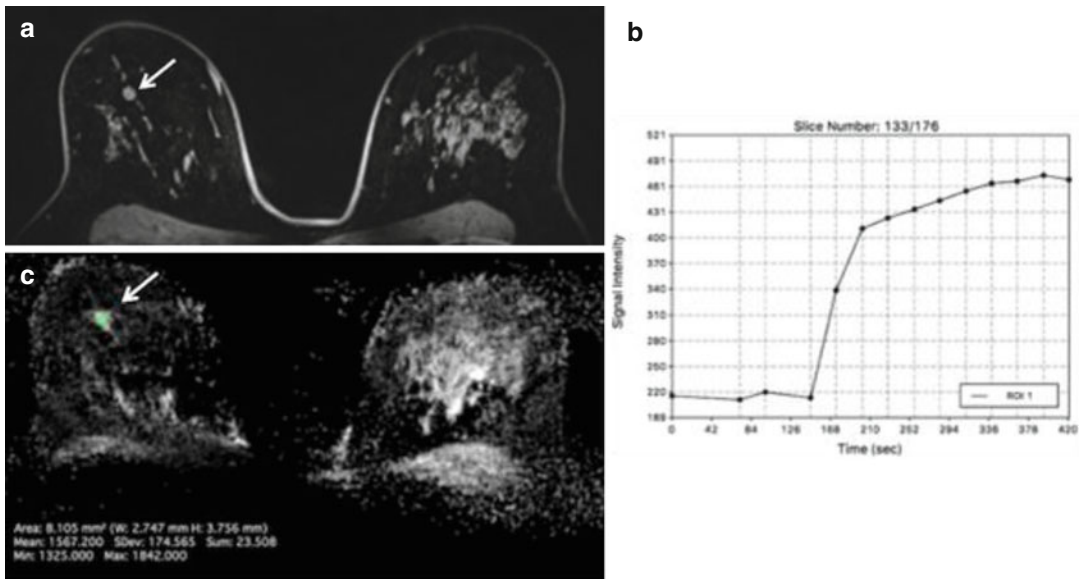 a
b
c
Slice Number: 133/176
Signal Intensity
521
491
461
431
400
370
340
310
280
250
220
189
0 42 84 126 168 210 252 294 336 378 420
Time (sec)
ROI 1
Area: 8.105 mm² (W: 2.747 mm H: 3.756 mm)
Mean: 1567.200 SDev: 174.565 Sum: 23.508
Min: 1325.000 Max: 1842.000